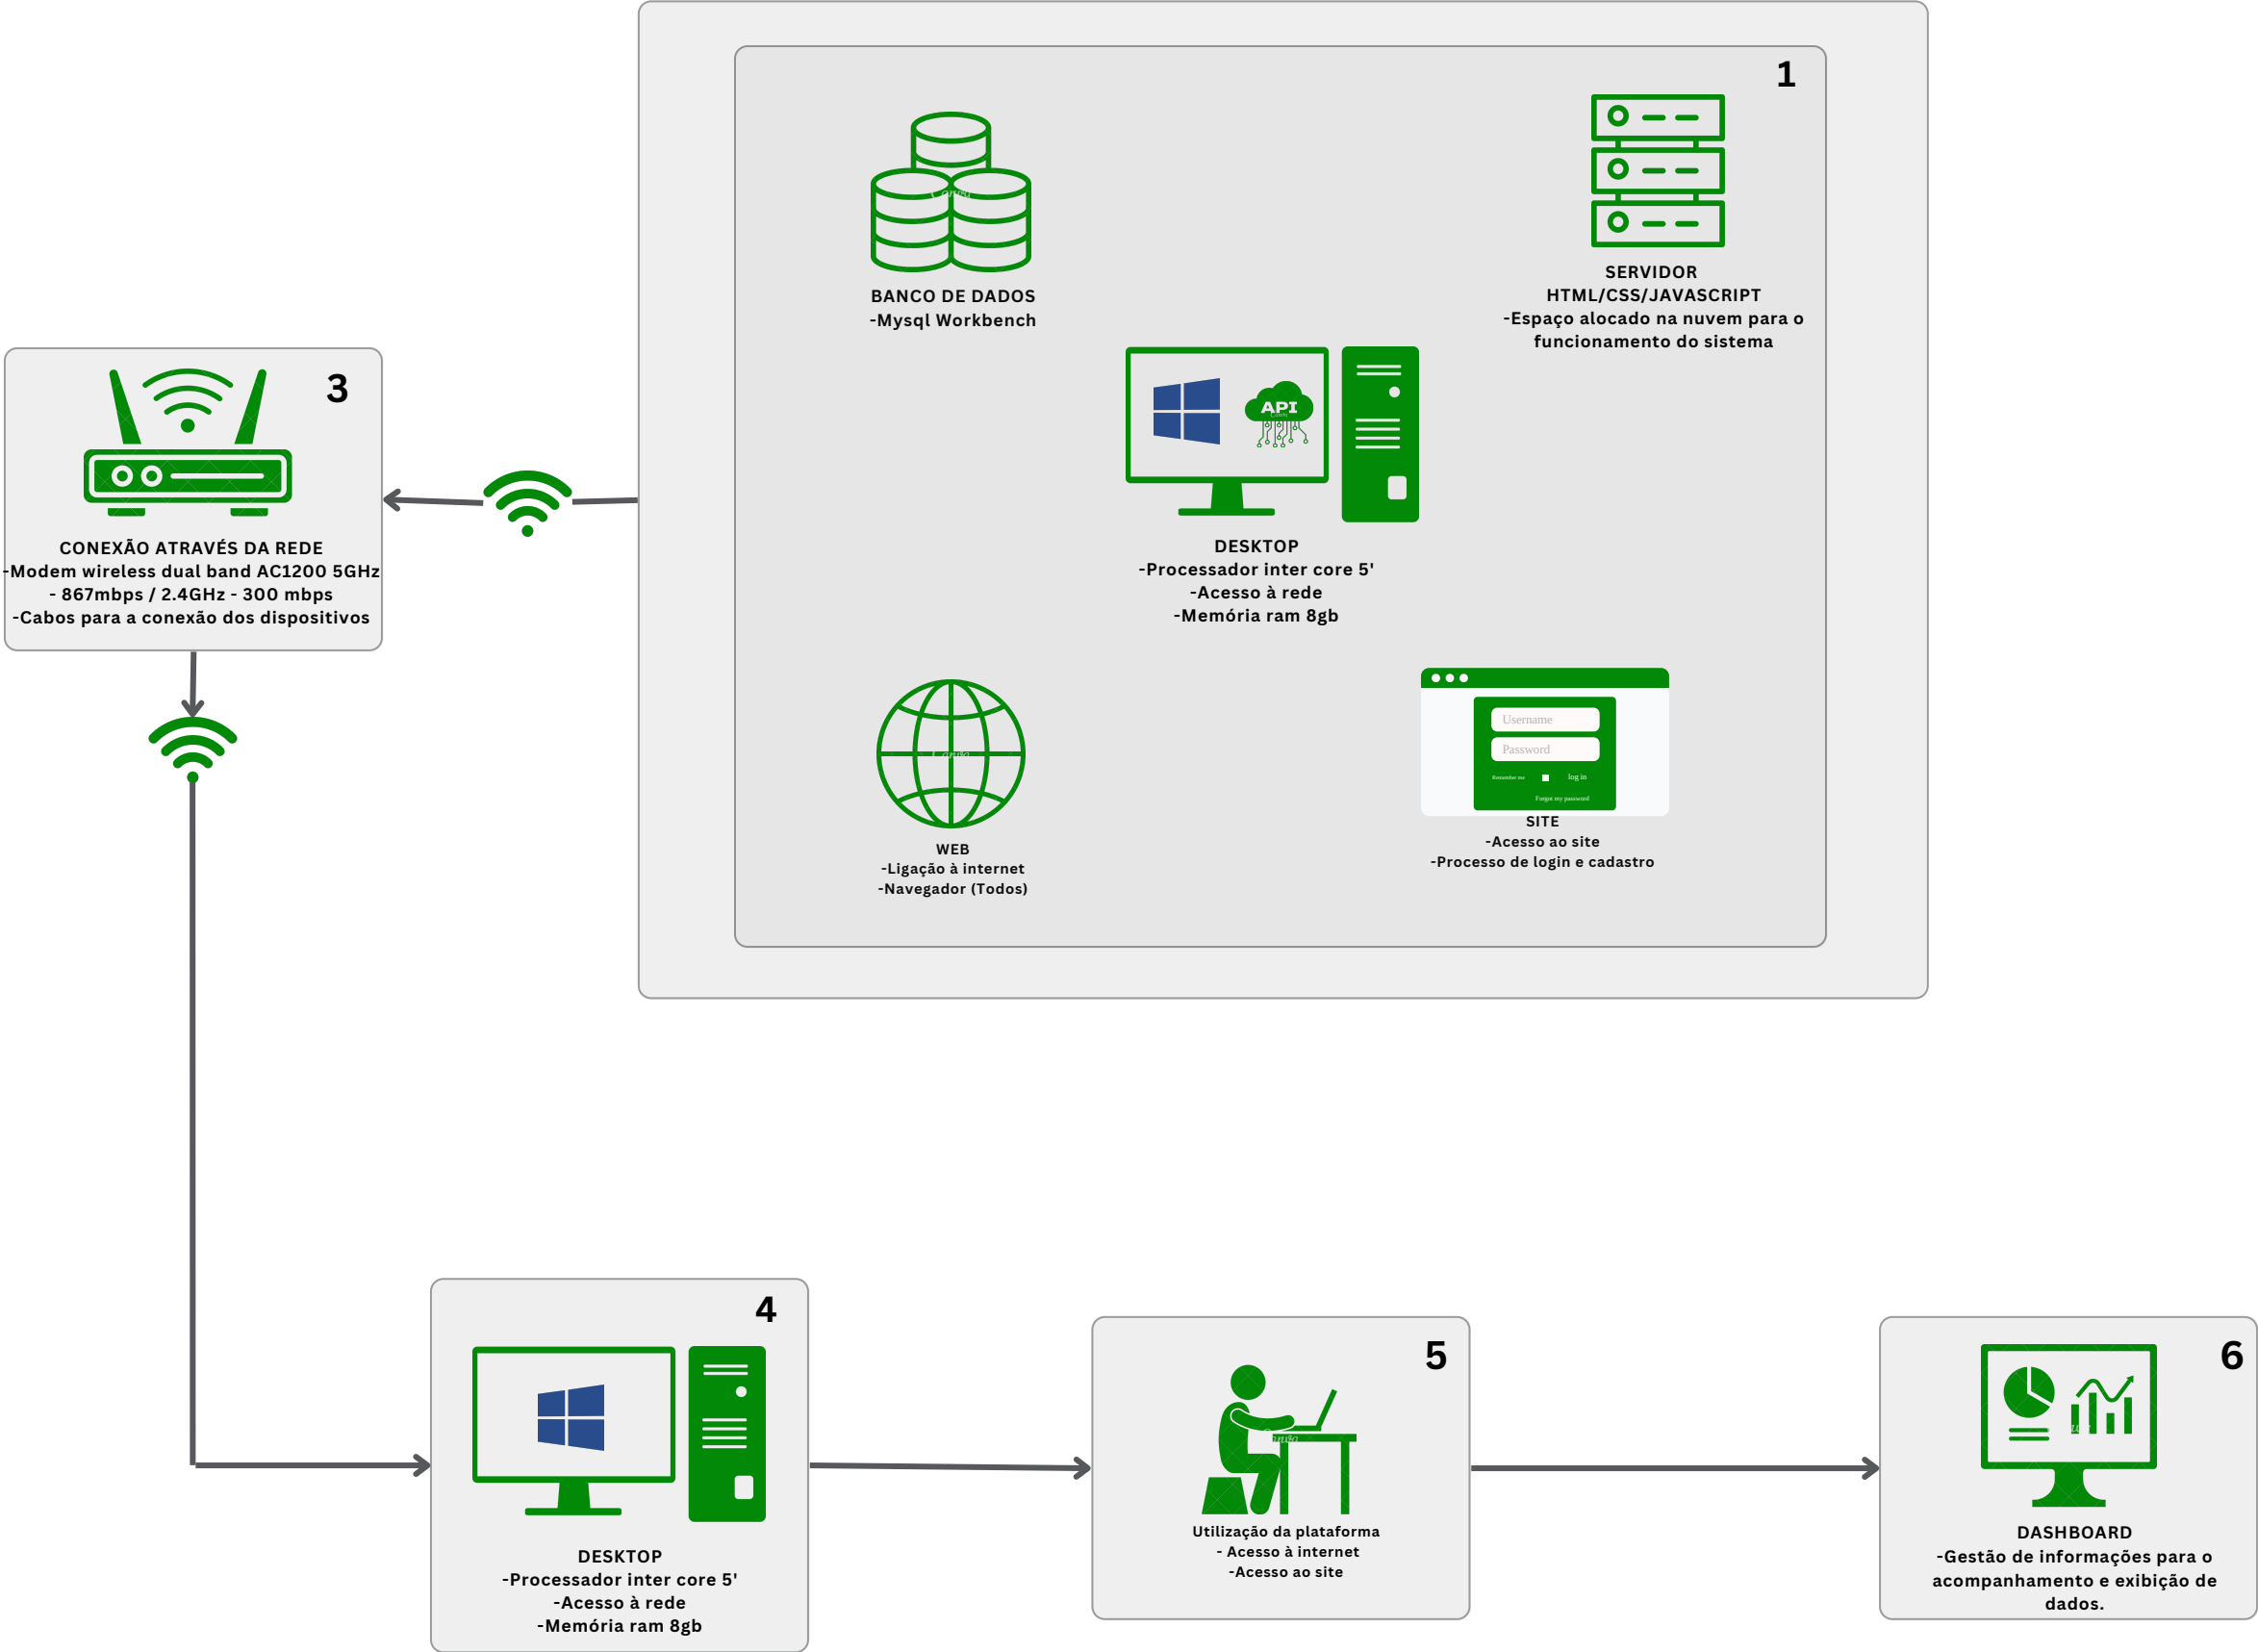 1
BANCO DE DADOS
-Mysql Workbench
SERVIDOR
HTML/CSS/JAVASCRIPT
-Espaço alocado na nuvem para o
funcionamento do sistema
API
DESKTOP
-Processador inter core 5'
-Acesso à rede
-Memória ram 8gb
WEB
-Ligação à internet
-Navegador (Todos)
Username
Password
Remember me
log in
Forgot my password
SITE
-Acesso ao site
-Processo de login e cadastro
3
CONEXÃO ATRAVÉS DA REDE
-Modem wireless dual band AC1200 5GHz
- 867mbps / 2.4GHz - 300 mbps
-Cabos para a conexão dos dispositivos
4
DESKTOP
-Processador inter core 5'
-Acesso à rede
-Memória ram 8gb
5
Utilização da plataforma
- Acesso à internet
-Acesso ao site
6
DASHBOARD
-Gestão de informações para o
acompanhamento e exibição de
dados.